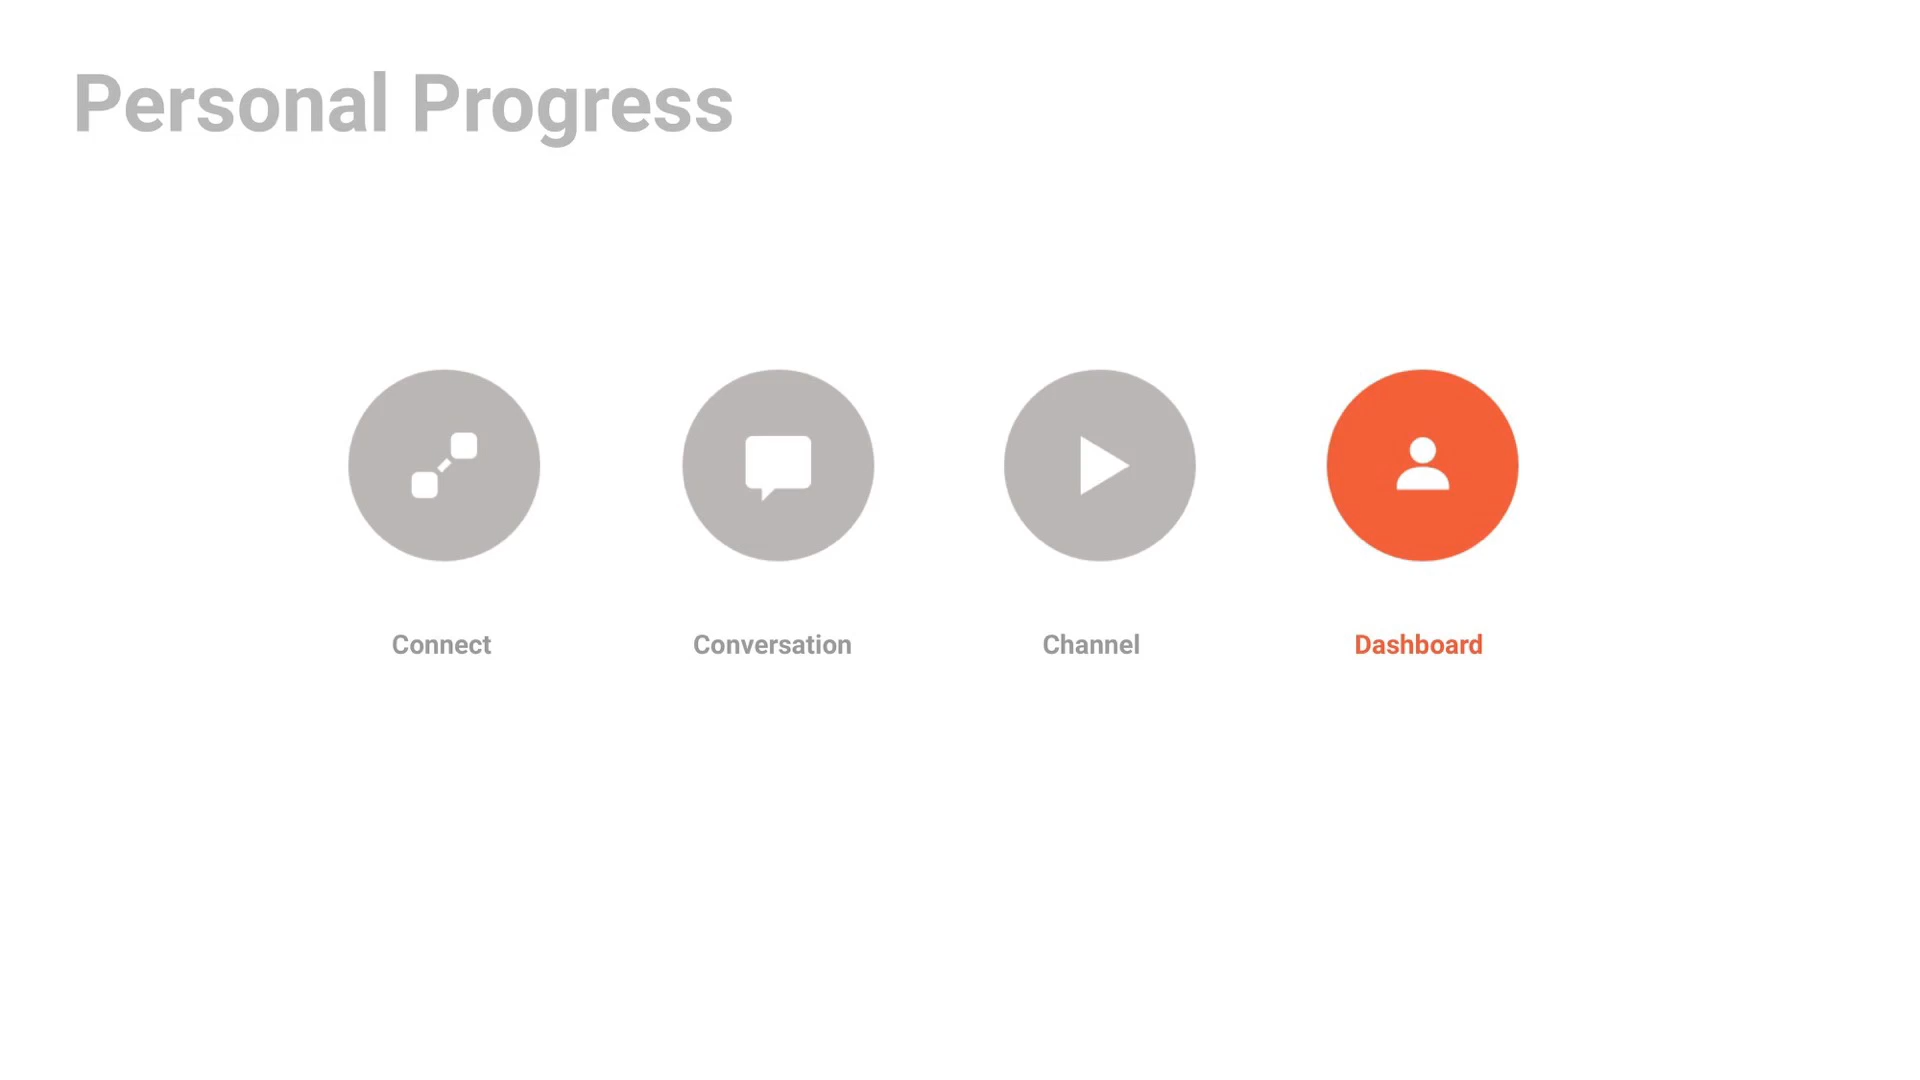 Personal Progress
Connect
Conversation
Channel
Dashboard